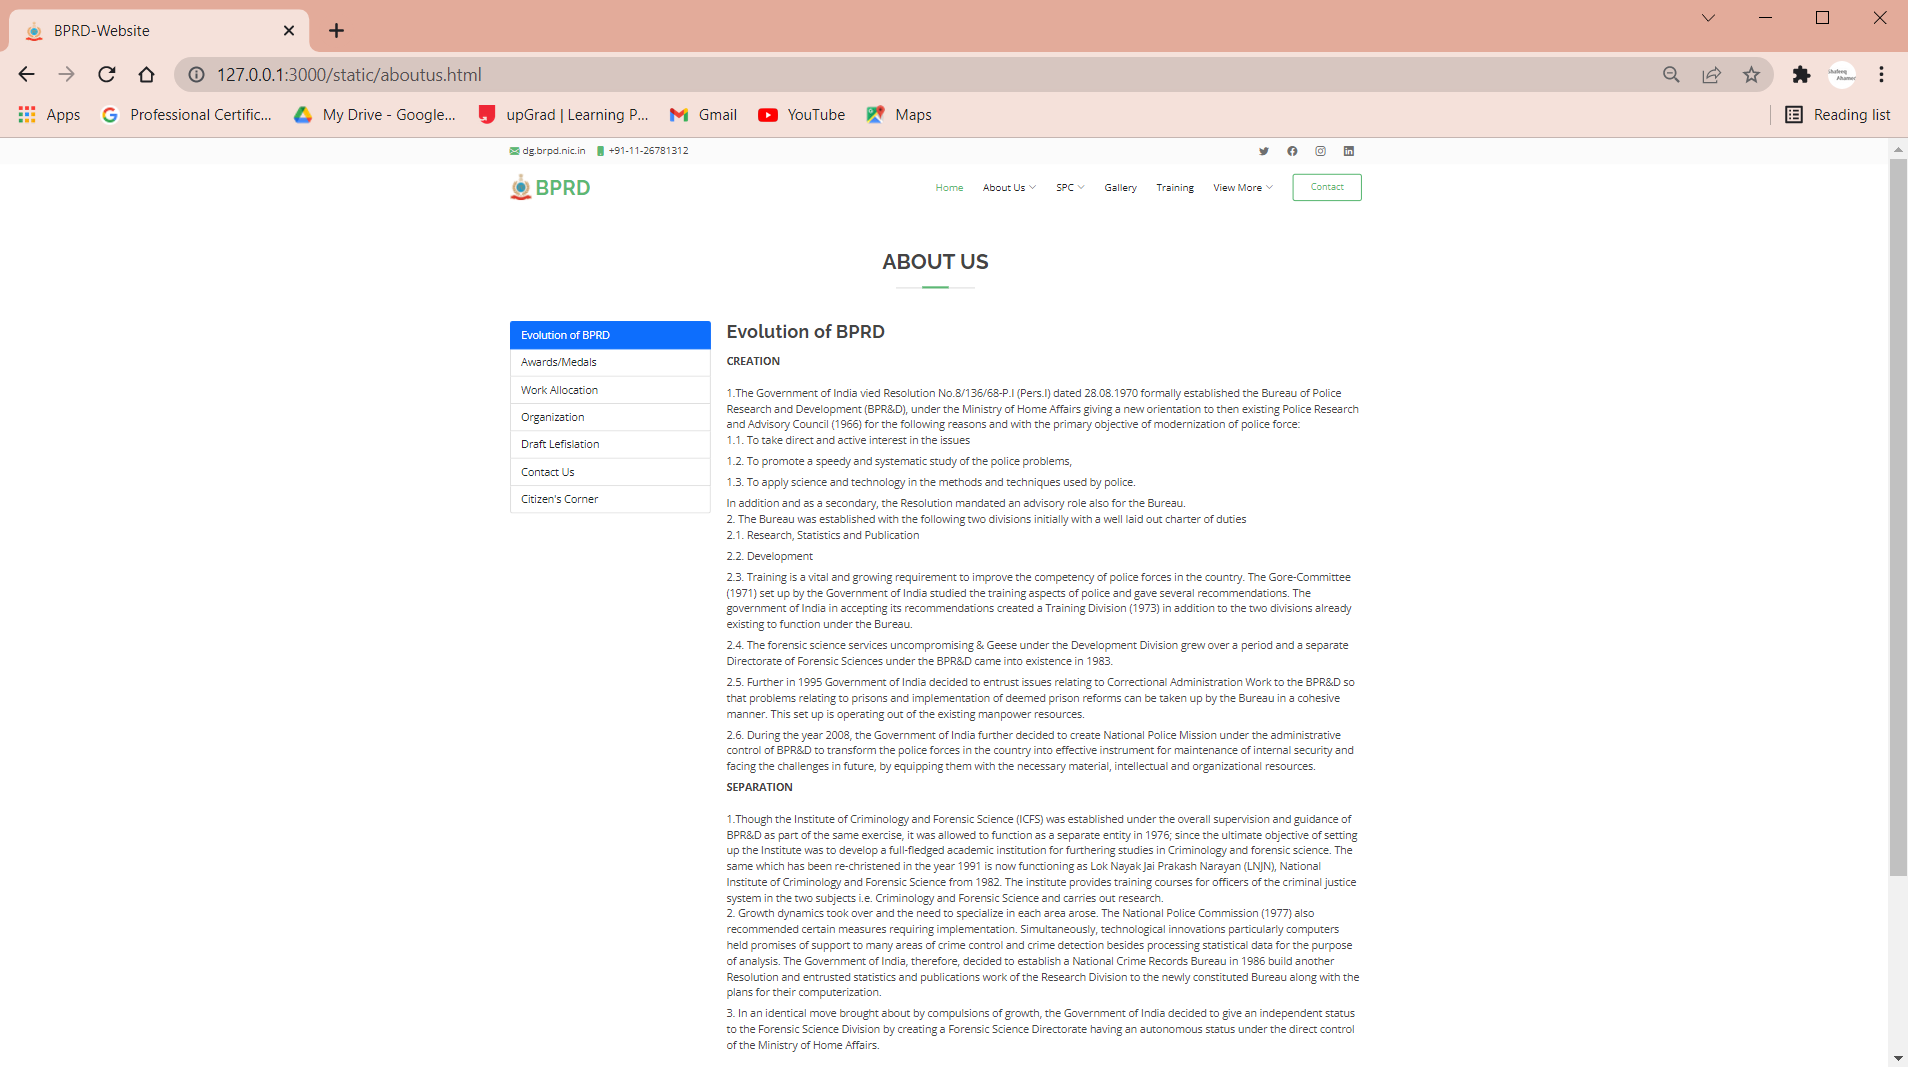 BPRD-Website
127.0.0.1:3000/static/aboutus.html
Apps Professional Certific... My Drive - Google... upGrad | Learning P... Gmail YouTube Maps Reading list
dg.brpd.nic.in +91-11-26781312
BPRD Home About Us SPC Gallery Training View More Contact
ABOUT US
Evolution of BPRD
Awards/Medals
Work Allocation
Organization
Draft Lefislation
Contact Us
Citizen's Corner
Evolution of BPRD
CREATION
1.The Government of India vied Resolution No.8/136/68-P.I (Pers.I) dated 28.08.1970 formally established the Bureau of Police
Research and Development (BPR&D), under the Ministry of Home Affairs giving a new orientation to then existing Police Research
and Advisory Council (1966) for the following reasons and with the primary objective of modernization of police force:
1.1. To take direct and active interest in the issues
1.2. To promote a speedy and systematic study of the police problems,
1.3. To apply science and technology in the methods and techniques used by police.
In addition and as a secondary, the Resolution mandated an advisory role also for the Bureau.
2. The Bureau was established with the following two divisions initially with a well laid out charter of duties
2.1. Research, Statistics and Publication
2.2. Development
2.3. Training is a vital and growing requirement to improve the competency of police forces in the country. The Gore-Committee
(1971) set up by the Government of India studied the training aspects of police and gave several recommendations. The
government of India in accepting its recommendations created a Training Division (1973) in addition to the two divisions already
existing to function under the Bureau.
2.4. The forensic science services uncompromising & Geese under the Development Division grew over a period and a separate
Directorate of Forensic Sciences under the BPR&D came into existence in 1983.
2.5. Further in 1995 Government of India decided to entrust issues relating to Correctional Administration Work to the BPR&D so
that problems relating to prisons and implementation of deemed prison reforms can be taken up by the Bureau in a cohesive
manner. This set up is operating out of the existing manpower resources.
2.6. During the year 2008, the Government of India further decided to create National Police Mission under the administrative
control of BPR&D to transform the police forces in the country into effective instrument for maintenance of internal security and
facing the challenges in future, by equipping them with the necessary material, intellectual and organizational resources.
SEPARATION
1.Though the Institute of Criminology and Forensic Science (ICFS) was established under the overall supervision and guidance of
BPR&D as part of the same exercise, it was allowed to function as a separate entity in 1976; since the ultimate objective of setting
up the Institute was to develop a full-fledged academic institution for furthering studies in Criminology and forensic science. The
same which has been re-christened in the year 1991 is now functioning as Lok Nayak Jai Prakash Narayan (LNJN), National
Institute of Criminology and Forensic Science from 1982. The institute provides training courses for officers of the criminal justice
system in the two subjects i.e. Criminology and Forensic Science and carries out research.
2. Growth dynamics took over and the need to specialize in each area arose. The National Police Commission (1977) also
recommended certain measures requiring implementation. Simultaneously, technological innovations particularly computers
held promises of support to many areas of crime control and crime detection besides processing statistical data for the purpose
of analysis. The Government of India, therefore, decided to establish a National Crime Records Bureau in 1986 build another
Resolution and entrusted statistics and publications work of the Research Division to the newly constituted Bureau along with the
plans for their computerization.
3. In an identical move brought about by compulsions of growth, the Government of India decided to give an independent status
to the Forensic Science Division by creating a Forensic Science Directorate having an autonomous status under the direct control
of the Ministry of Home Affairs.